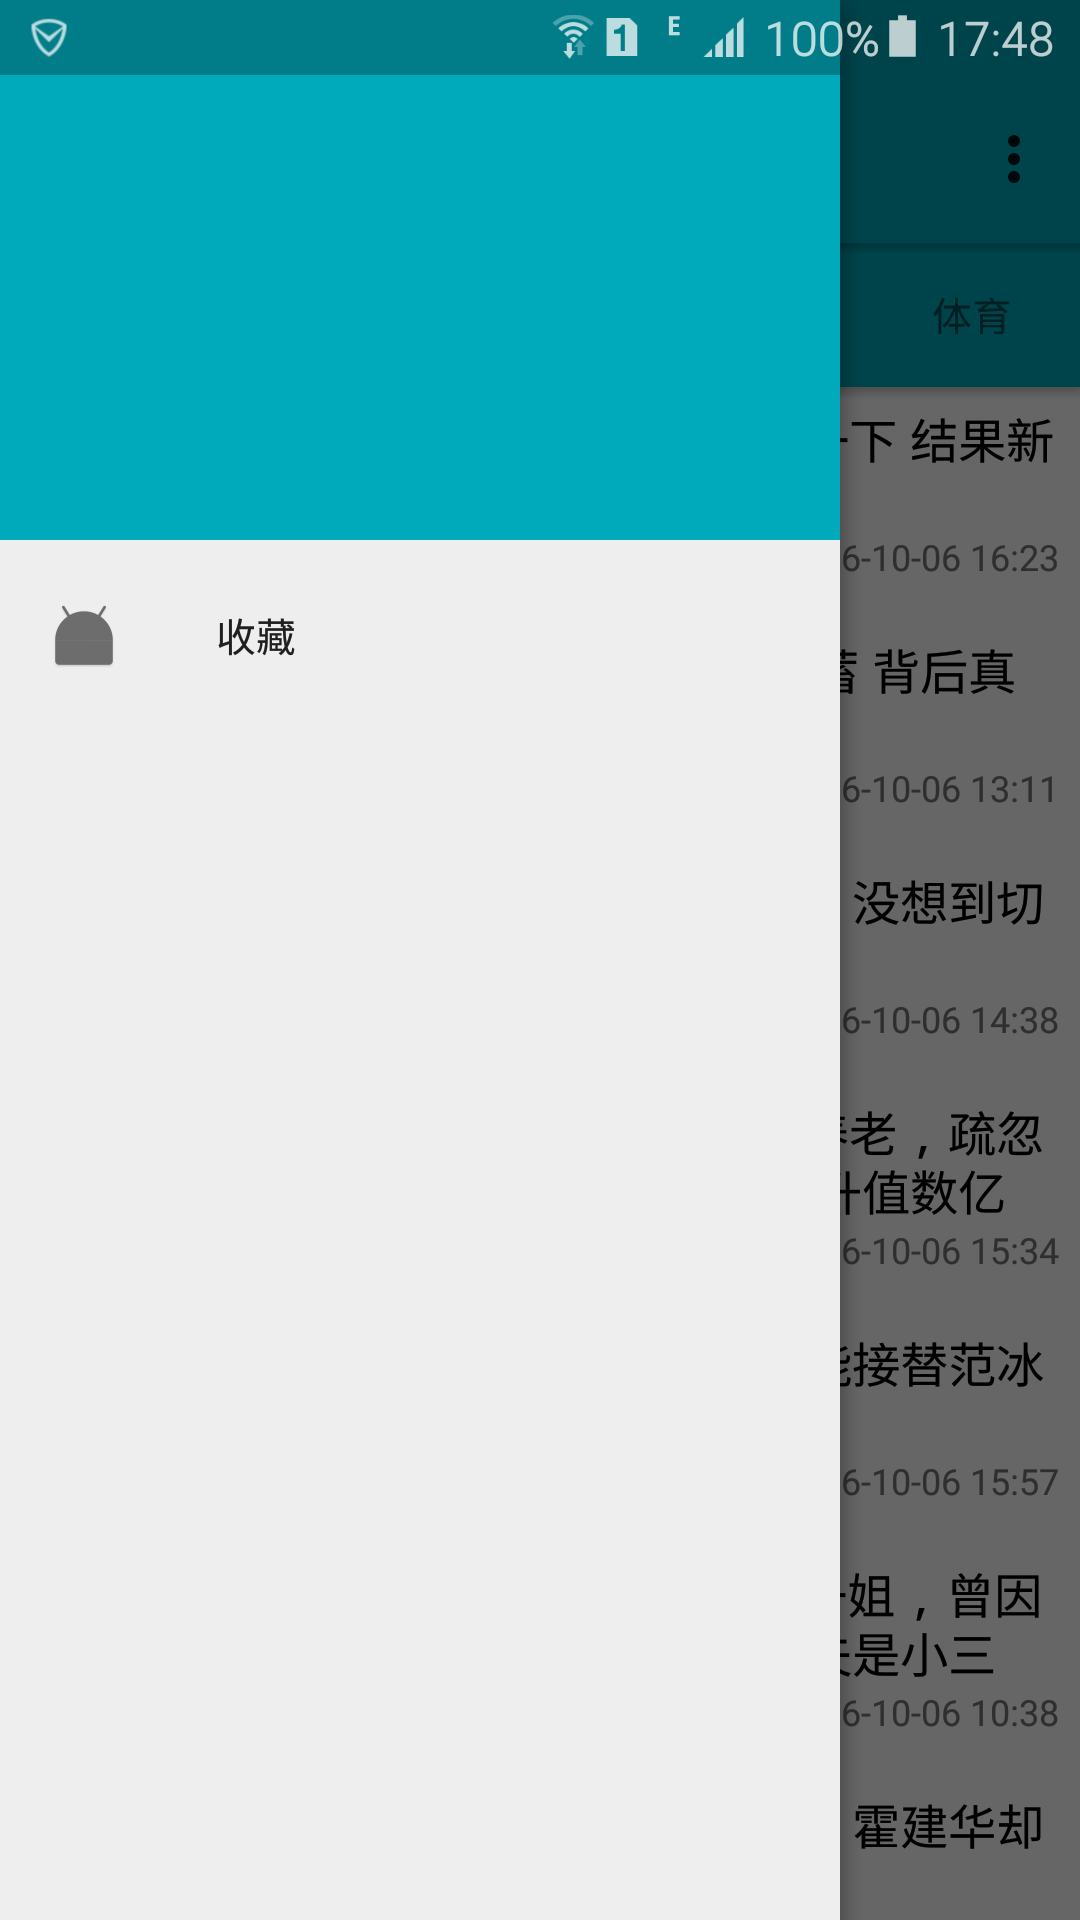 1 E 100% 17:48
体育
下 结果新
6-10-06 16:23
收藏
背后真
6-10-06 13:11
没想到切
6-10-06 14:38
老，疏忽
值数亿
6-10-06 15:34
接替范冰
6-10-06 15:57
姐，曾因
是小三
6-10-06 10:38
霍建华却